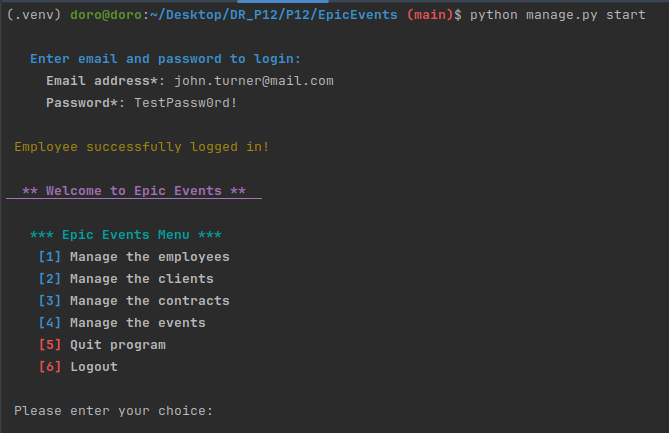 (.venv) doro@doro:~/Desktop/DR_P12/P12/EpicEvents (main)$ python manage.py start
Enter email and password to login:
Email address*: john.turner@mail.com
Password*: TestPassw0rd!
Employee successfully logged in!
** Welcome to Epic Events **
*** Epic Events Menu ***
[1] Manage the employees
[2] Manage the clients
[3] Manage the contracts
[4] Manage the events
[5] Quit program
[6] Logout
Please enter your choice: